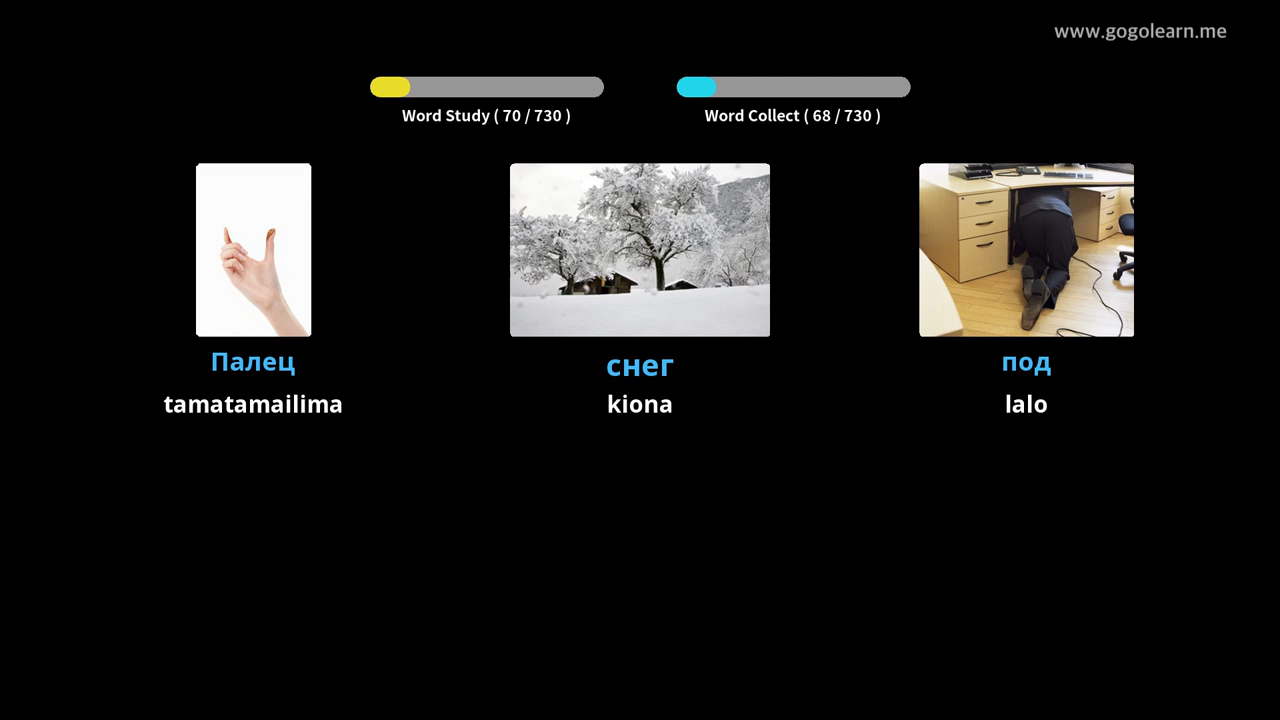 www.gogolearn.me
Word Study ( 70 / 730 )
Word Collect ( 68 / 730 )
Палец
снег
под
tamatamailima
kiona
lalo